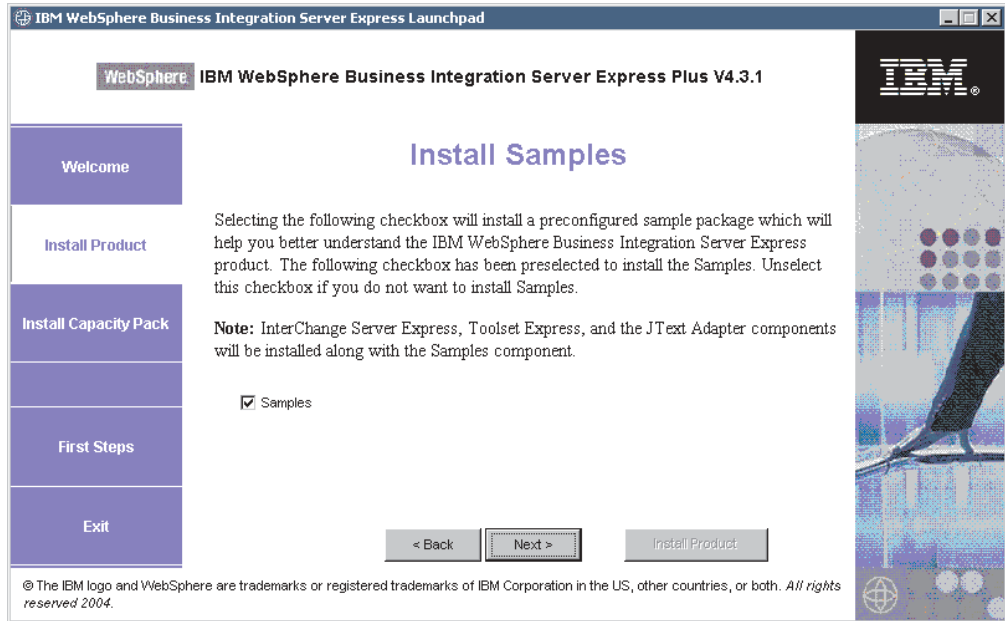 IBM WebSphere Business Integration Server Express Launchpad
WebSphere IBM WebSphere Business Integration Server Express Plus V4.3.1
IBM®
Welcome
Install Product
Install Capacity Pack
First Steps
Exit
Install Samples
Selecting the following checkbox will install a preconfigured sample package which will
help you better understand the IBM WebSphere Business Integration Server Express
product. The following checkbox has been preselected to install the Samples. Unselect
this checkbox if you do not want to install Samples.
Note: InterChange Server Express, Toolset Express, and the JText Adapter components
will be installed along with the Samples component.
Samples
< Back
Next >
Install Product
© The IBM logo and WebSphere are trademarks or registered trademarks of IBM Corporation in the US, other countries, or both. All rights
reserved 2004.